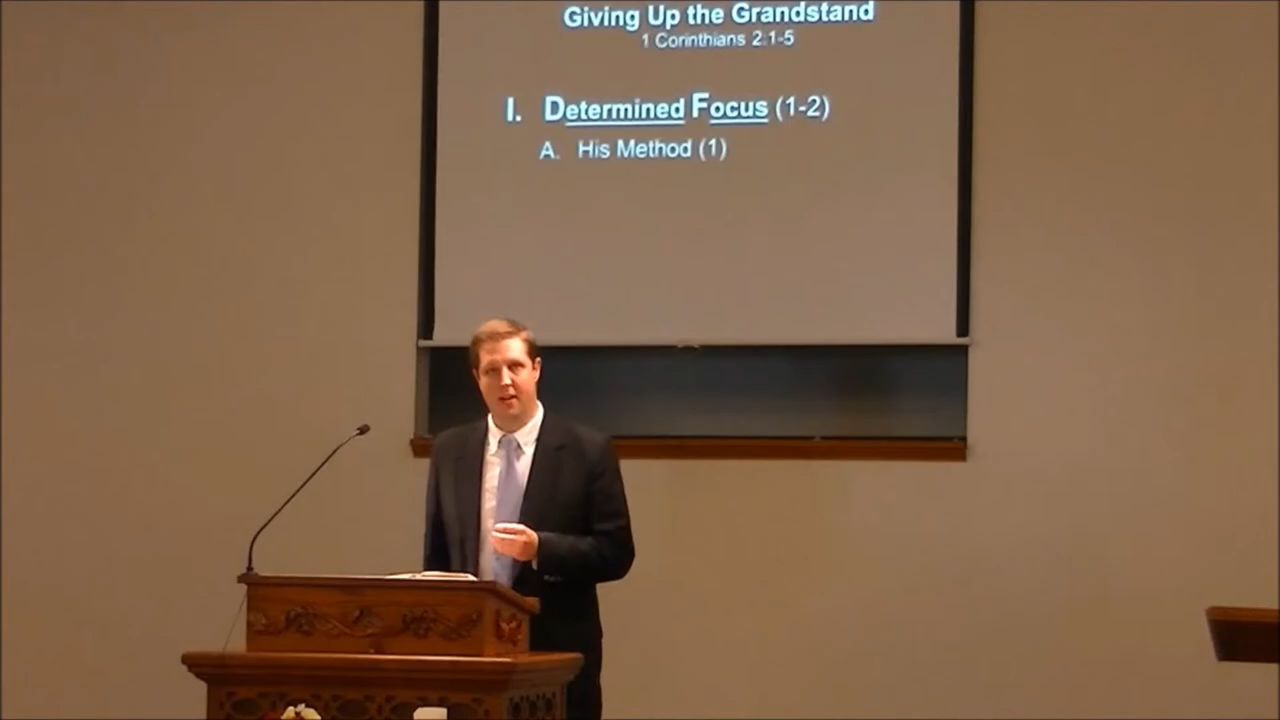 Giving Up the Grandstand
1 Corinthians 2:1-5
I. Determined Focus (1-2)
A. His Method (1)